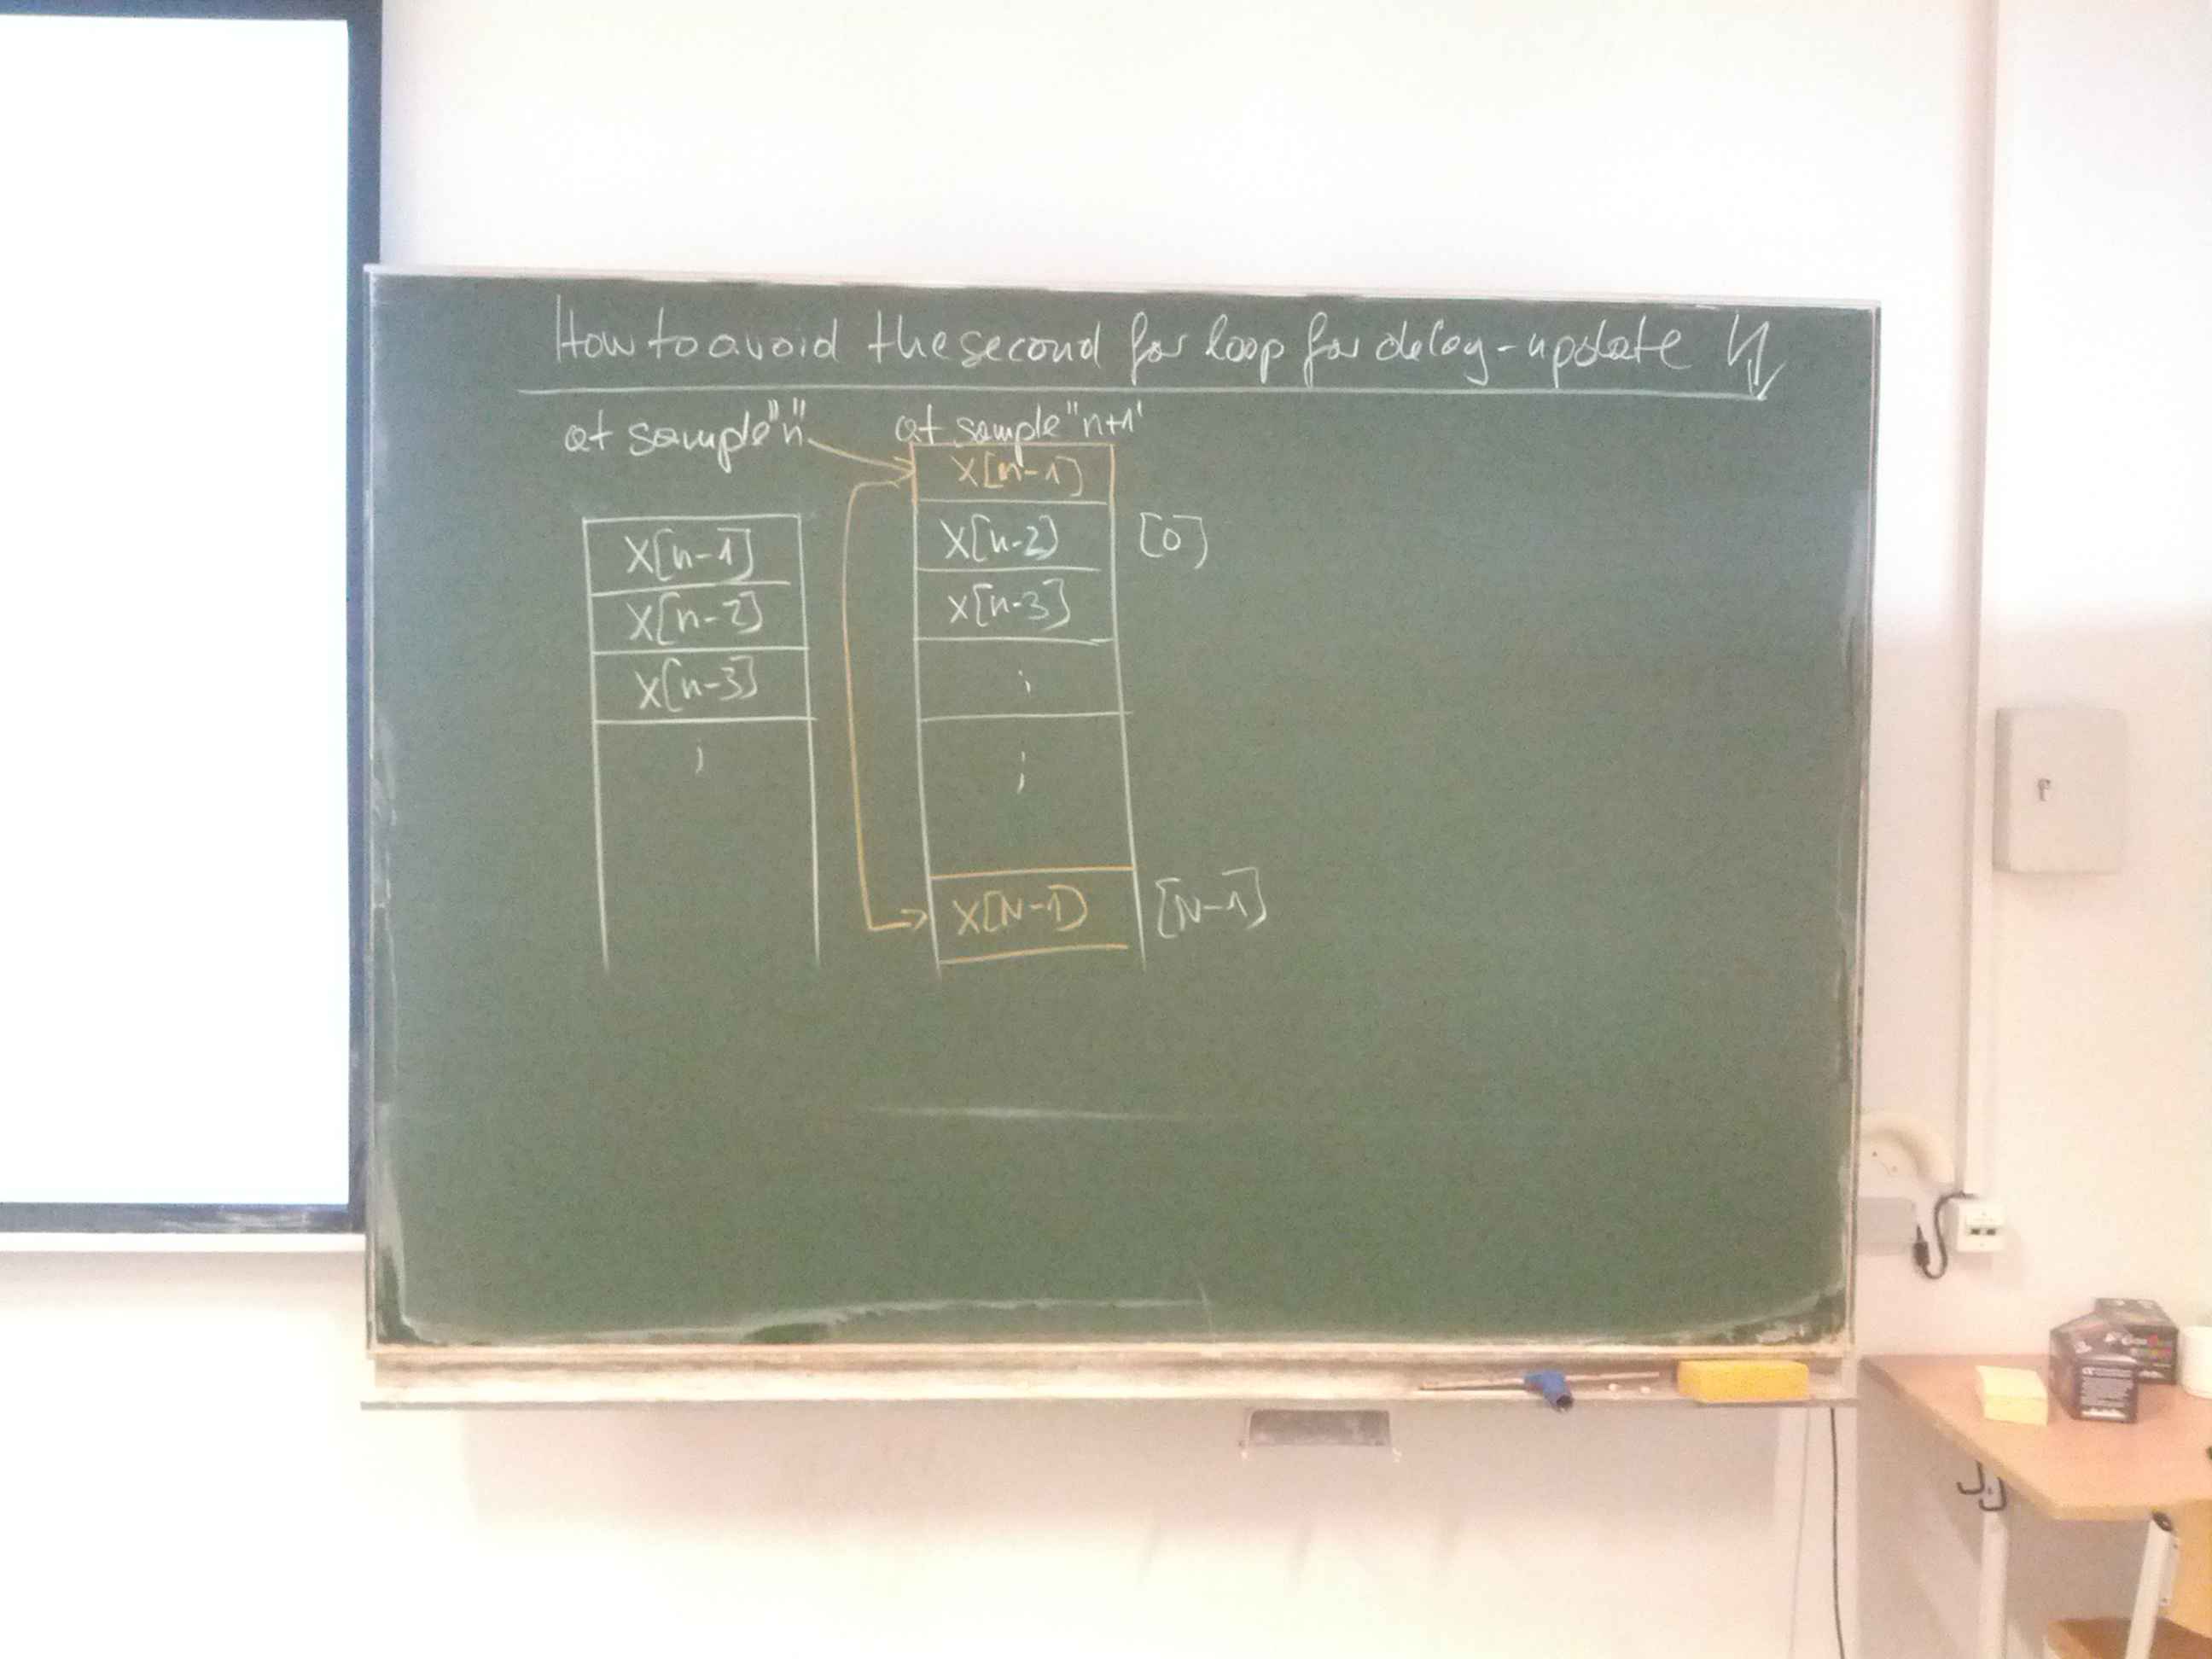 How to avoid the second for loop for delay-update
at sample "n"
at sample "n+1"
x[n-1]
x[n-2]
x[n-3]
x[n-1]
x[n-2] [0]
x[n-3]
x[N-1] [N-1]